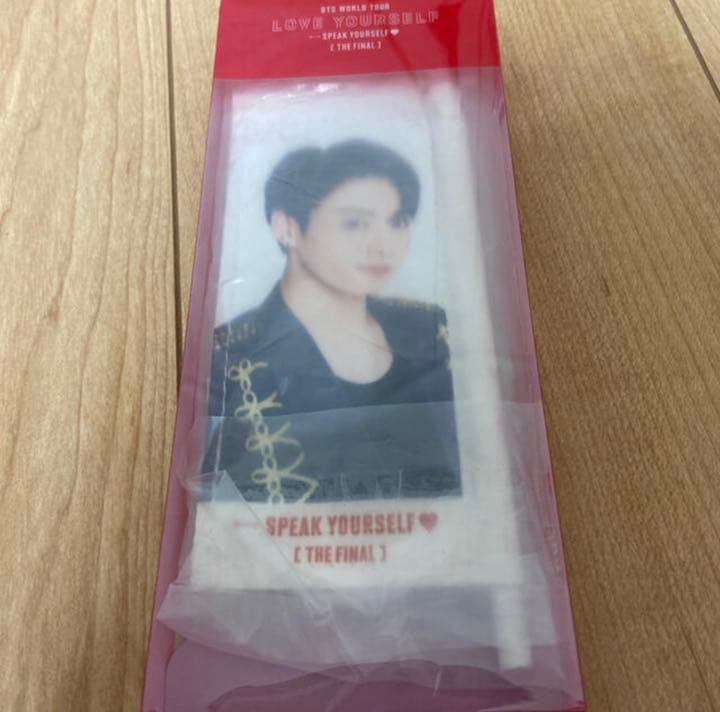 BTS WORLD TOUR
LOVE YOURSELF
SPEAK YOURSELF
[ THE FINAL ]
SPEAK YOURSELF
[ THE FINAL ]